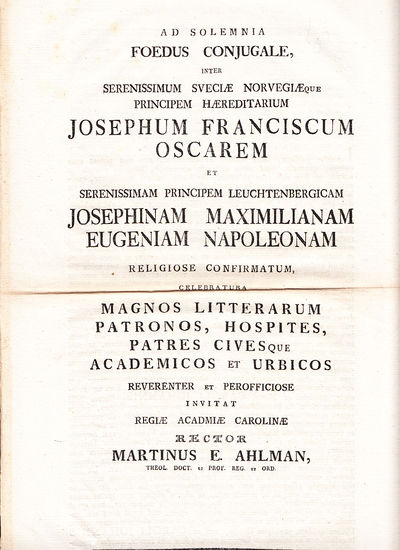 AD SOLEMNIA
FOEDUS CONJUGALE,
INTER
SERENISSIMUM SVECIÆ NORVEGIÆQUE
PRINCIPEM HÆREDITARIUM
JOSEPHUM FRANCISCUM
OSCAREM
ET
SERENISSIMAM PRINCIPEM LEUCHTENBERGICAM
JOSEPHINAM MAXIMILIANAM
EUGENIAM NAPOLEONAM
RELIGIOSE CONFIRMATUM,
CELEBRATURA
MAGNOS LITTERARUM
PATRONOS, HOSPITES,
PATRES CIVESQUE
ACADEMICOS ET URBICOS
REVERENTER ET PEROFFICIOSE
INVITAT
REGIÆ ACADMIÆ CAROLINÆ
RECTOR
MARTINUS E. AHLMAN,
THEOL. DOCT. et PROF. REG. et ORD.